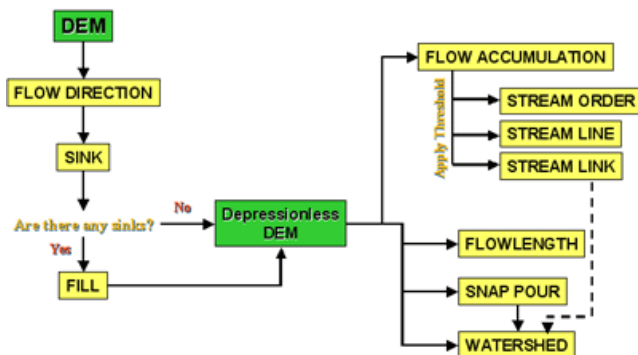 DEM
FLOW DIRECTION
SINK
Are there any sinks?
No
Yes
FILL
Depressionless
DEM
FLOW ACCUMULATION
Apply Threshold
STREAM ORDER
STREAM LINE
STREAM LINK
FLOWLENGTH
SNAP POUR
WATERSHED